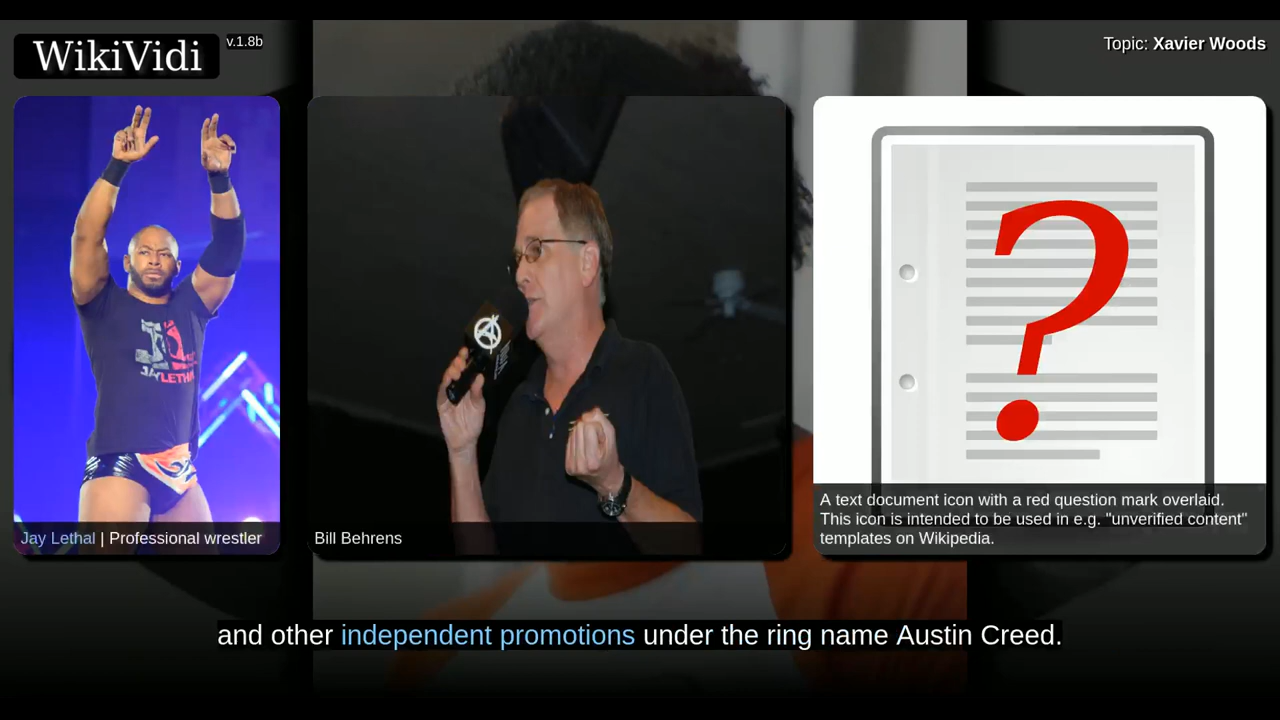 WikiVidi
v.1.8b
Topic: Xavier Woods
JAYLETHA
Jay Lethal | Professional wrestler
Bill Behrens
A text document icon with a red question mark overlaid.
This icon is intended to be used in e.g. "unverified content"
templates on Wikipedia.
?
and other independent promotions under the ring name Austin Creed.